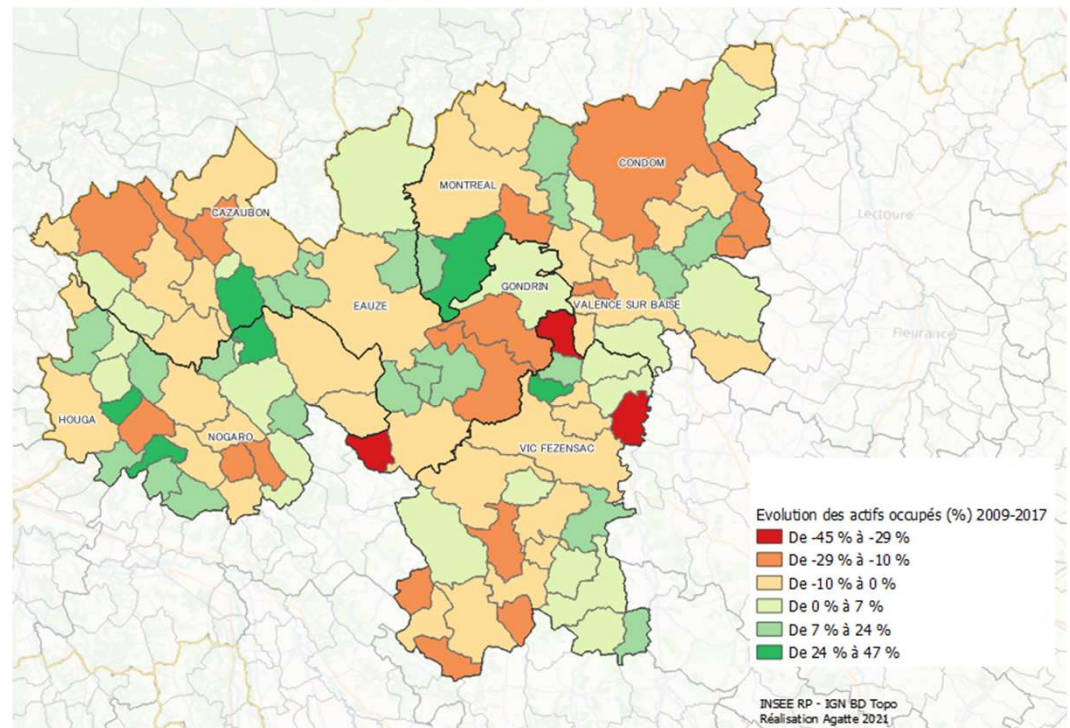 CONDOM
MONTREAL
CAZAUBON
Lectoure
GONDRIN
EAUZE
VALENCE SUR BAISE
Fleurance
HOUGA
NOGARO
VIC FEZENSAC
Evolution des actifs occupés (%) 2009-2017
De -45 % à -29 %
De -29 % à -10 %
De -10 % à 0 %
De 0 % à 7 %
De 7 % à 24 %
De 24 % à 47 %
INSEE RP - IGN BD Topo
Réalisation Agatte 2021